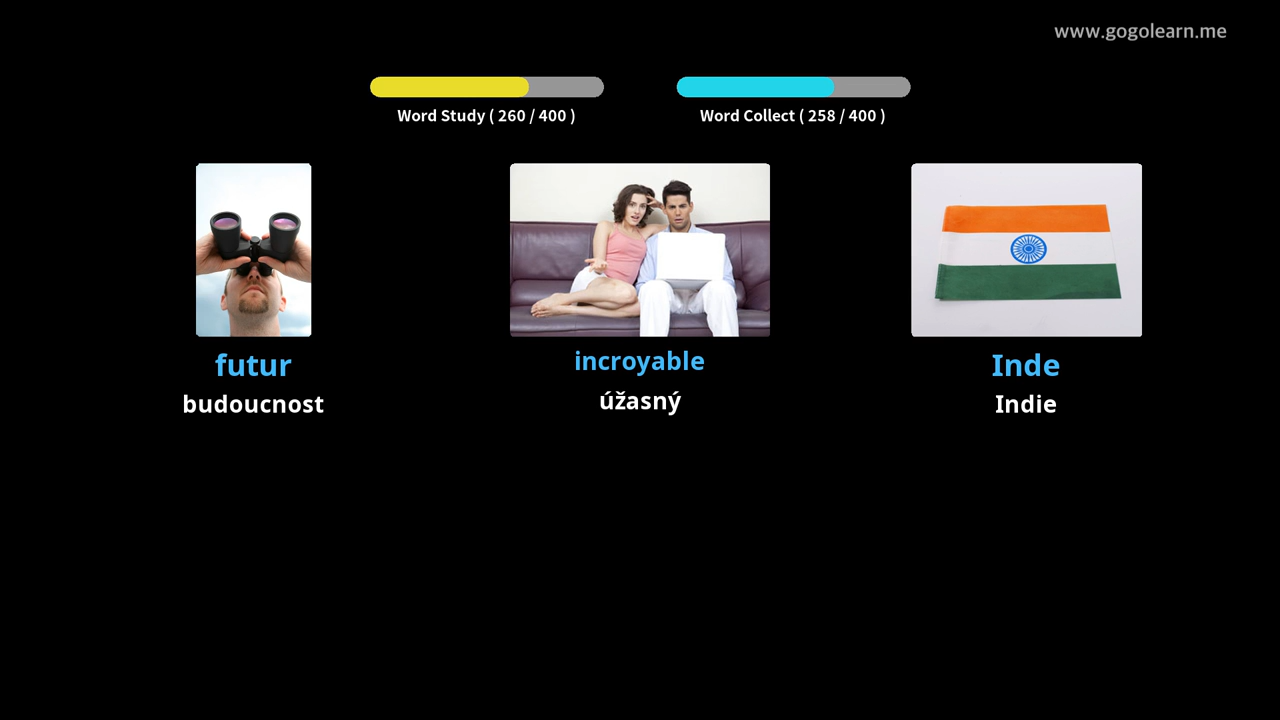 www.gogolearn.me
Word Study ( 260 / 400 )
Word Collect ( 258 / 400 )
futur
incroyable
Inde
budoucnost
úžasný
Indie